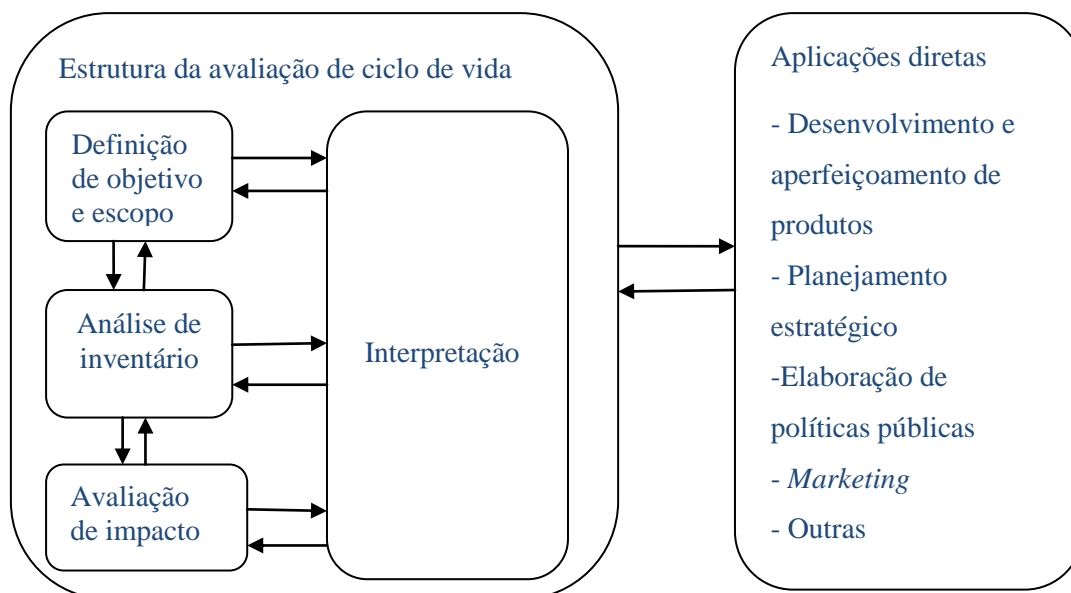 Estrutura da avaliação de ciclo de vida
Definição
de objetivo
e escopo
Análise de
inventário
Avaliação
de impacto
Interpretação
Aplicações diretas
- Desenvolvimento e
aperfeiçoamento de
produtos
- Planejamento
estratégico
-Elaboração de
políticas públicas
- Marketing
- Outras